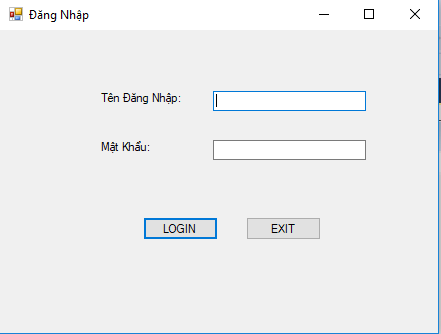 Đăng Nhập
Tên Đăng Nhập:
Mật Khẩu:
LOGIN
EXIT